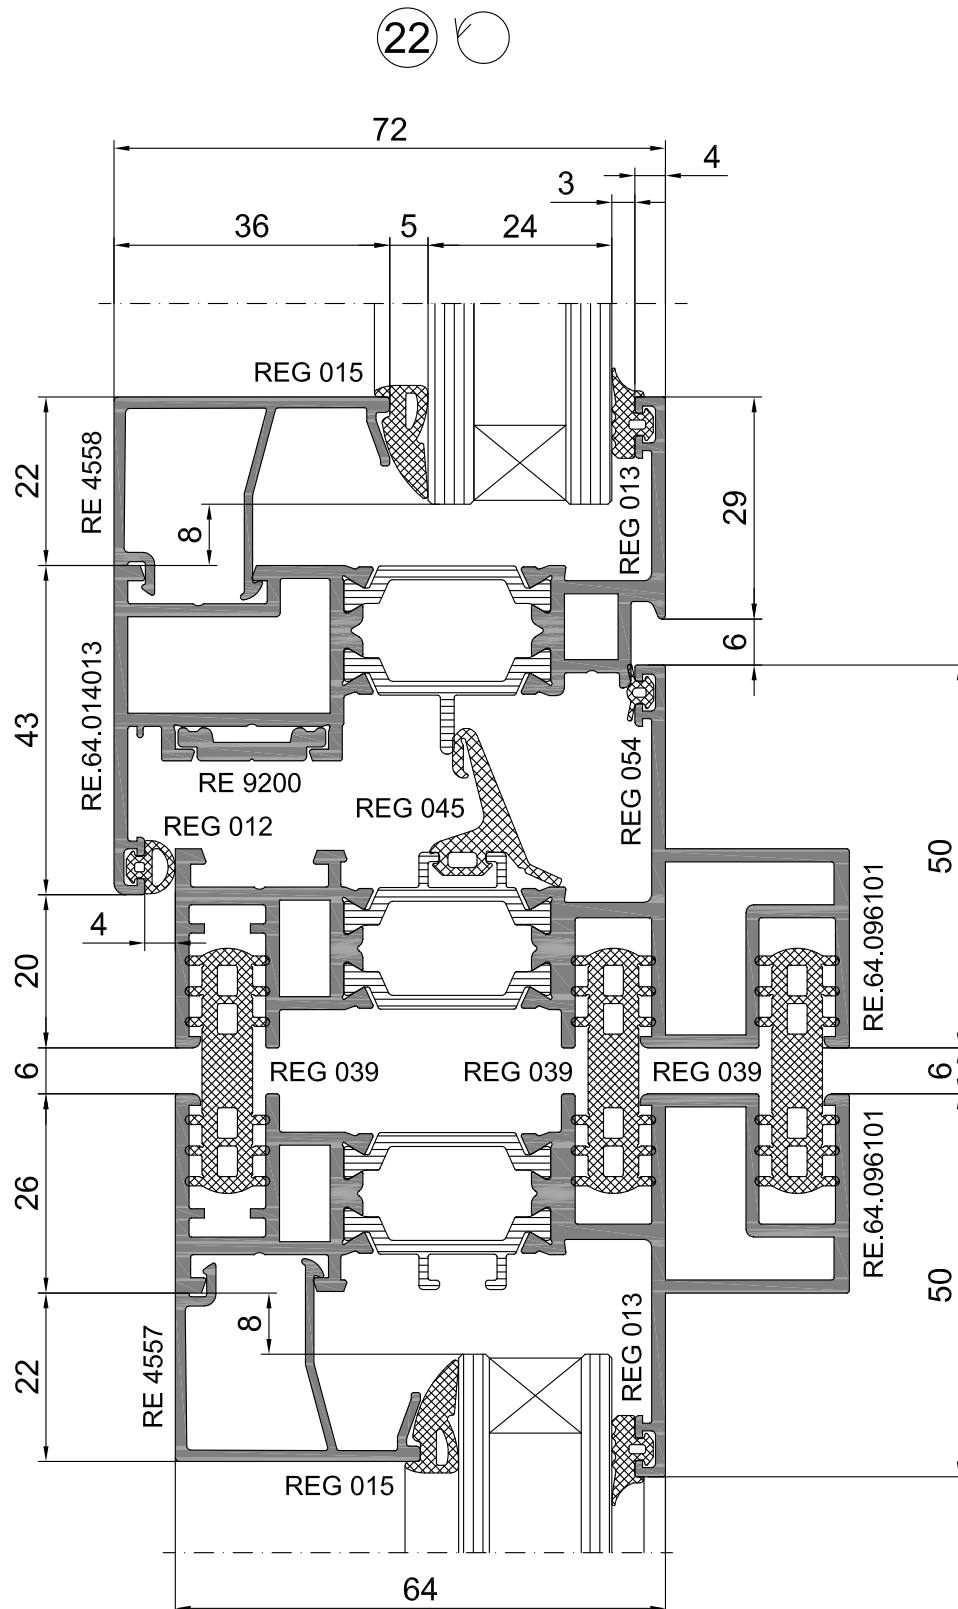 22
72
4
3
36
5
24
REG 015
RE 4558
22
8
REG 013
29
6
RE.64.014013
43
RE 9200
REG 045
REG 054
REG 012
50
4
20
RE.64.096101
6
REG 039
REG 039
REG 039
6
26
RE.64.096101
8
REG 013
50
RE 4557
22
REG 015
64